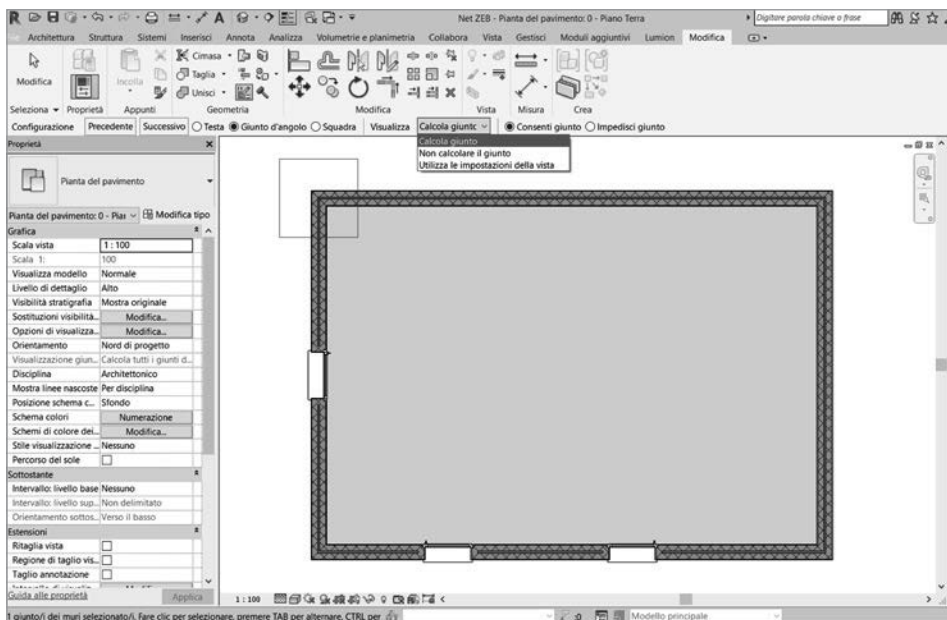 Net ZEB - Pianta del pavimento: 0 - Piano Terra
Digitare parola chiave o frase
Architettura Struttura Sistemi Inserisci Annota Analizza Volumetrie e planimetria Collabora Vista Gestisci Moduli aggiuntivi Lumion Modifica
Modifica
Incolla
Cimasa
Taglia
Unisci
Seleziona Proprietà Appunti Geometria Modifica Vista Misura Crea
Configurazione Precedente Successivo Testa Giunto d'angolo Squadra Visualizza Calcola giuntc Consenti giunto Impedisci giunto
Calcola giunto
Non calcolare il giunto
Utilizza le impostazioni della vista
Proprietà
Pianta del pavimento
Pianta del pavimento: 0 - Piar Modifica tipo
Grafica
Scala vista 1 : 100
Scala 1: 100
Visualizza modello Normale
Livello di dettaglio Alto
Visibilità stratigrafia Mostra originale
Sostituzioni visibilità... Modifica...
Opzioni di visualizza... Modifica...
Orientamento Nord di progetto
Visualizzazione giun... Calcola tutti i giunti d...
Disciplina Architettonico
Mostra linee nascoste Per disciplina
Posizione schema c... Sfondo
Schema colori Numerazione
Schemi di colore dei... Modifica...
Stile visualizzazione ... Nessuno
Percorso del sole
Sottostante
Intervallo: livello base Nessuno
Intervallo: livello sup... Non delimitato
Orientamento sottos... Verso il basso
Estensioni
Ritaglia vista
Regione di taglio vis...
Taglio annotazione
Guida alle proprietà Applica
1 : 100
1 giunto/i dei muri selezionato/i. Fare clic per selezionare, premere TAB per alternare, CTRL per
:0 Modello principale